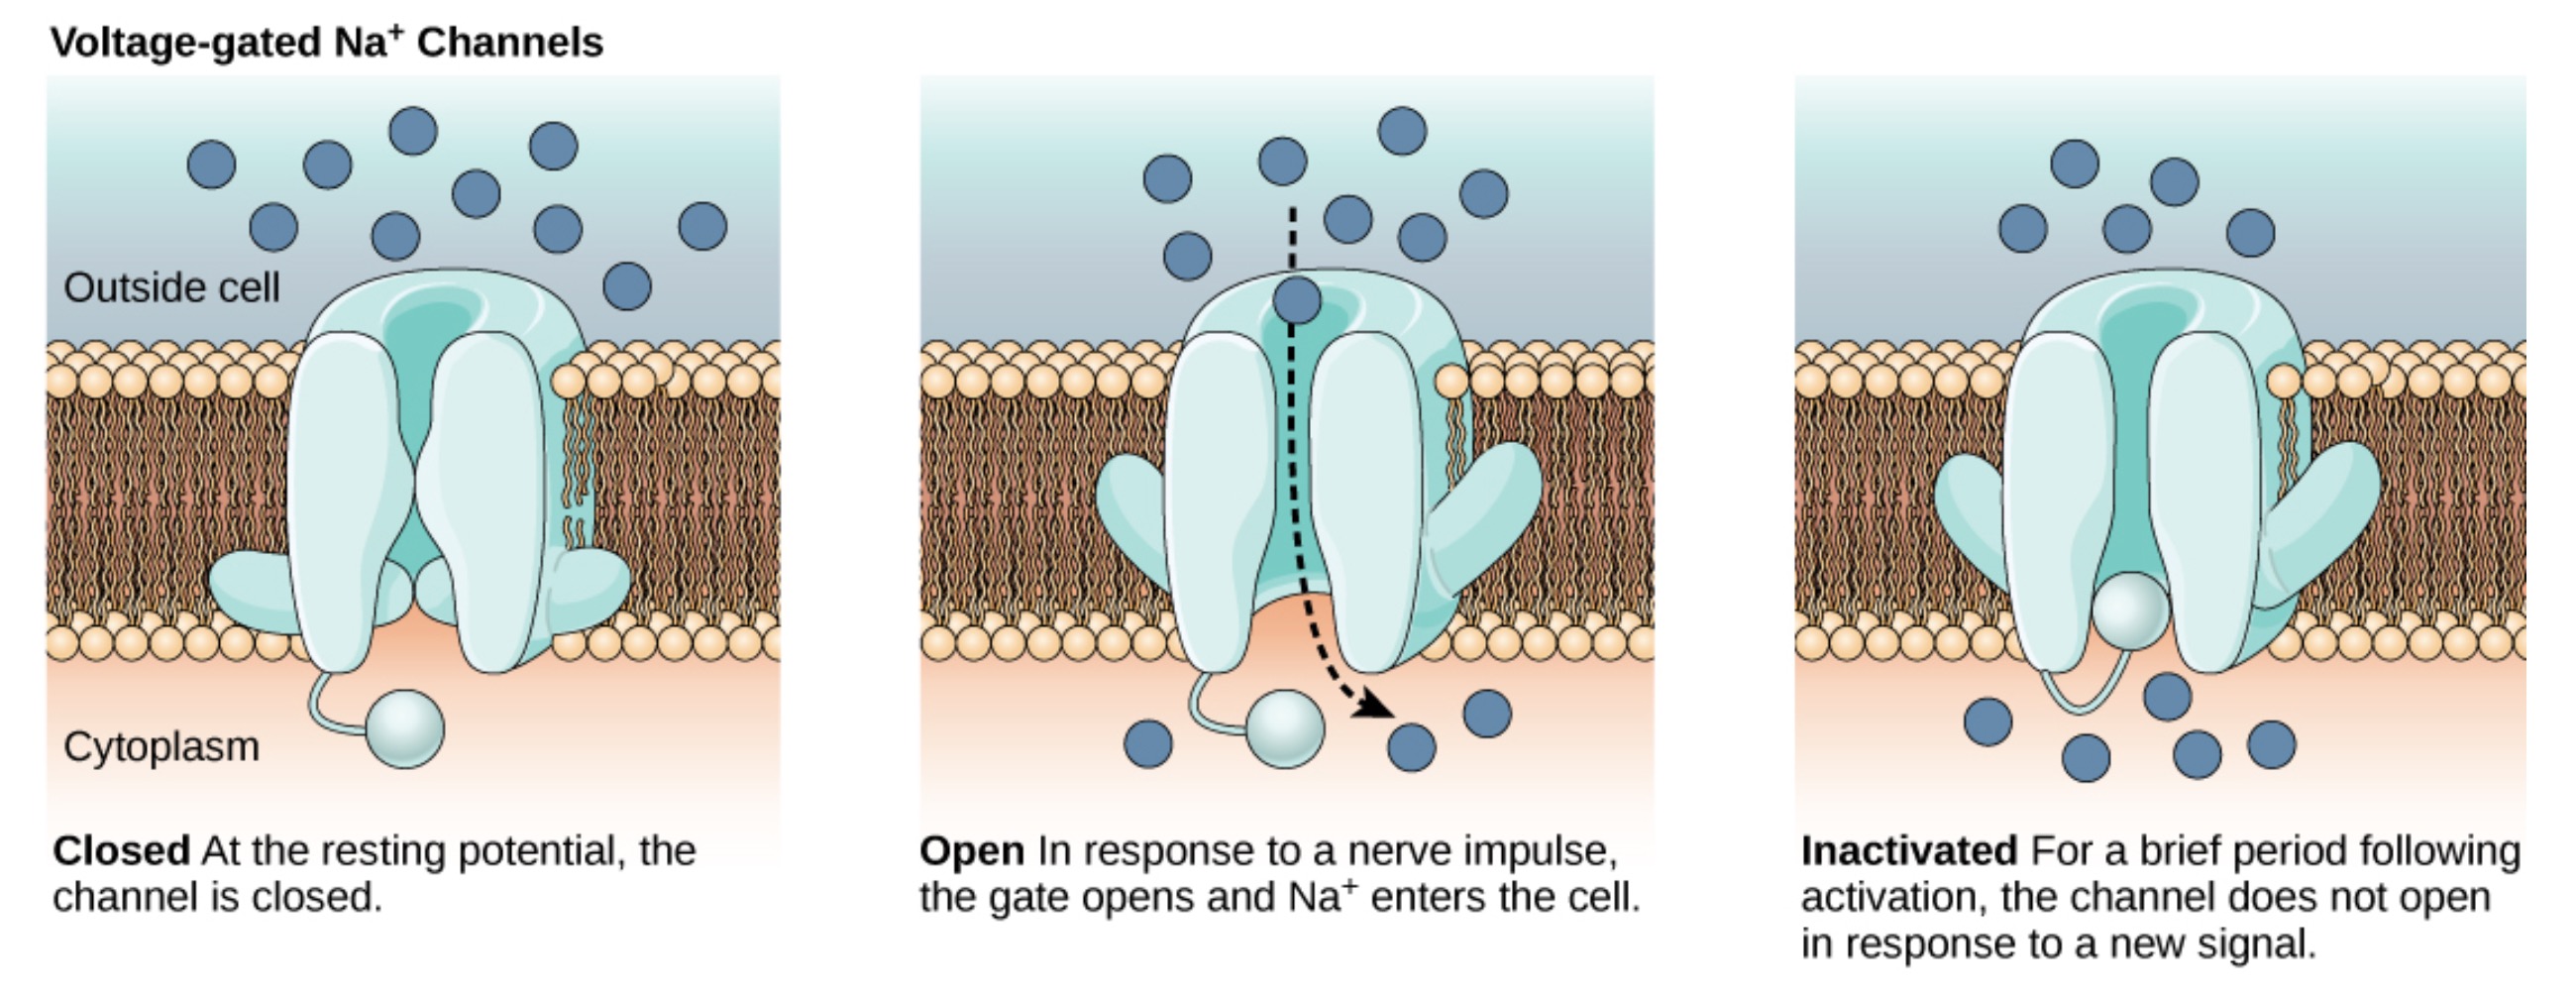 Voltage-gated Na⁺ Channels
Outside cell
Cytoplasm
Closed At the resting potential, the
channel is closed.
Open In response to a nerve impulse,
the gate opens and Na⁺ enters the cell.
Inactivated For a brief period following
activation, the channel does not open
in response to a new signal.